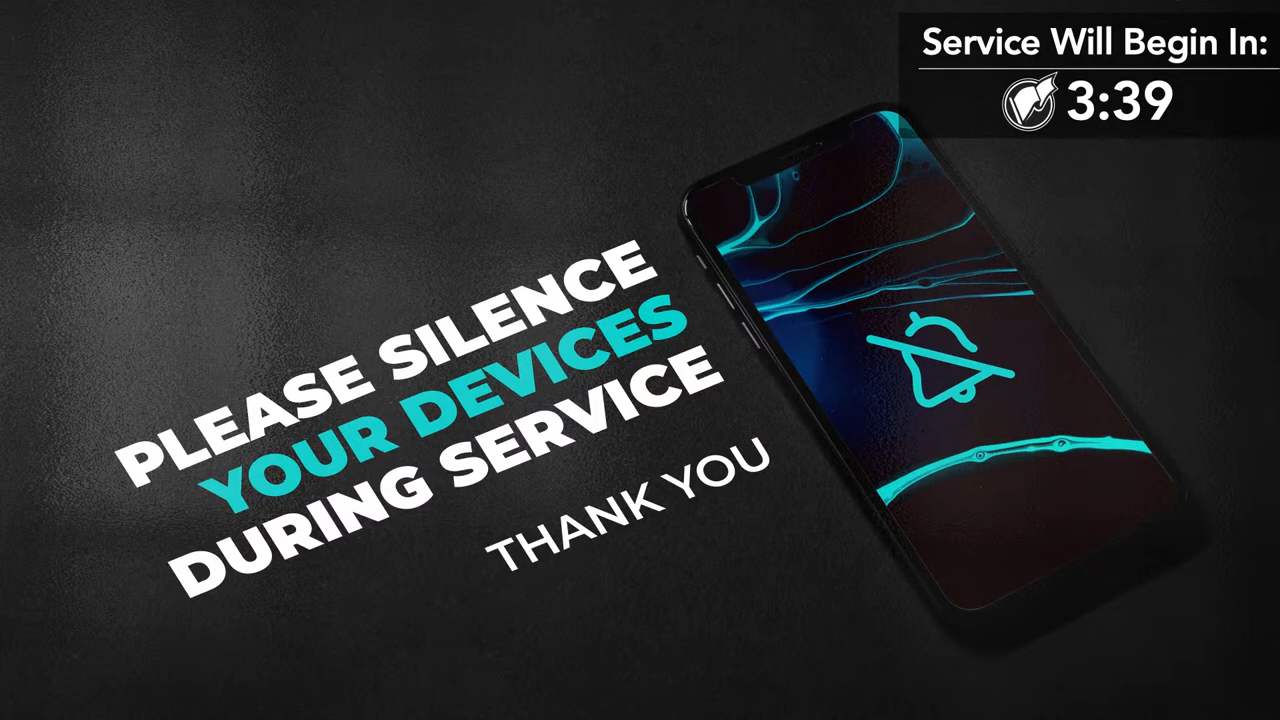 Service Will Begin In:
3:39
PLEASE SILENCE
YOUR DEVICES
DURING SERVICE
THANK YOU